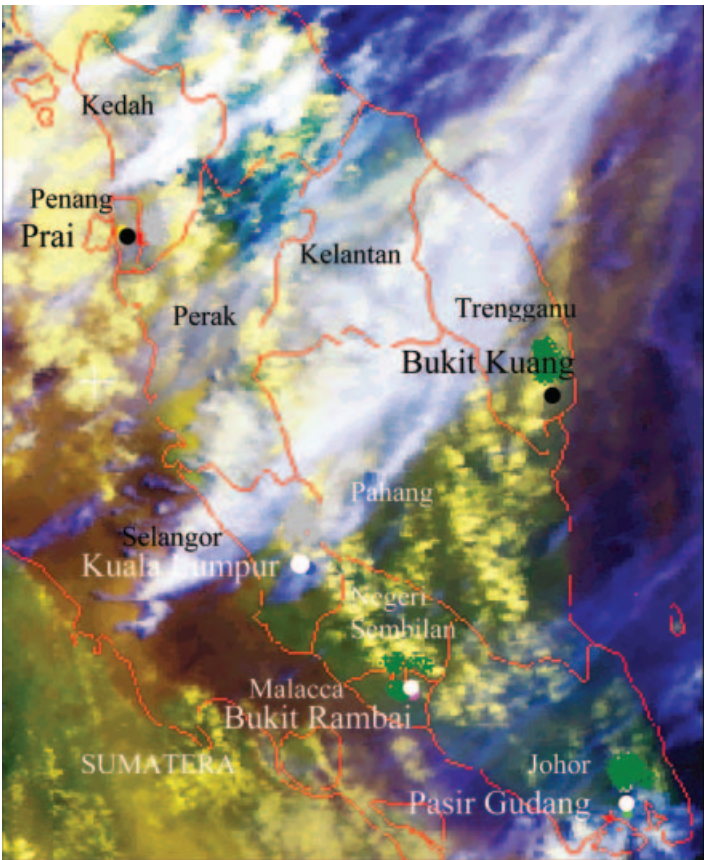 Kedah
Penang
Prai
Kelantan
Perak
Trengganu
Bukit Kuang
Pahang
Selangor
Kuala Lumpur
Negeri
Sembilan
Malacca
Bukit Rambai
SUMATERA
Johor
Pasir Gudang